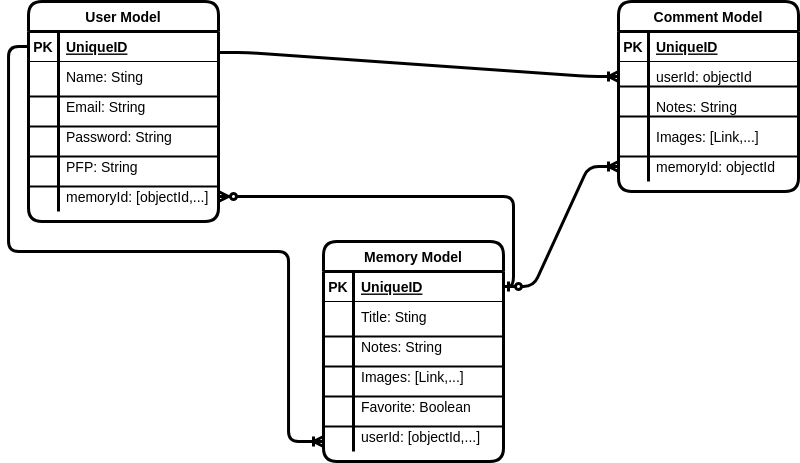 User Model
PK UniqueID
Name: Sting
Email: String
Password: String
PFP: String
memoryId: [objectId,...]
Comment Model
PK UniqueID
userId: objectId
Notes: String
Images: [Link,...]
memoryId: objectId
Memory Model
PK UniqueID
Title: Sting
Notes: String
Images: [Link,...]
Favorite: Boolean
userId: [objectId,...]